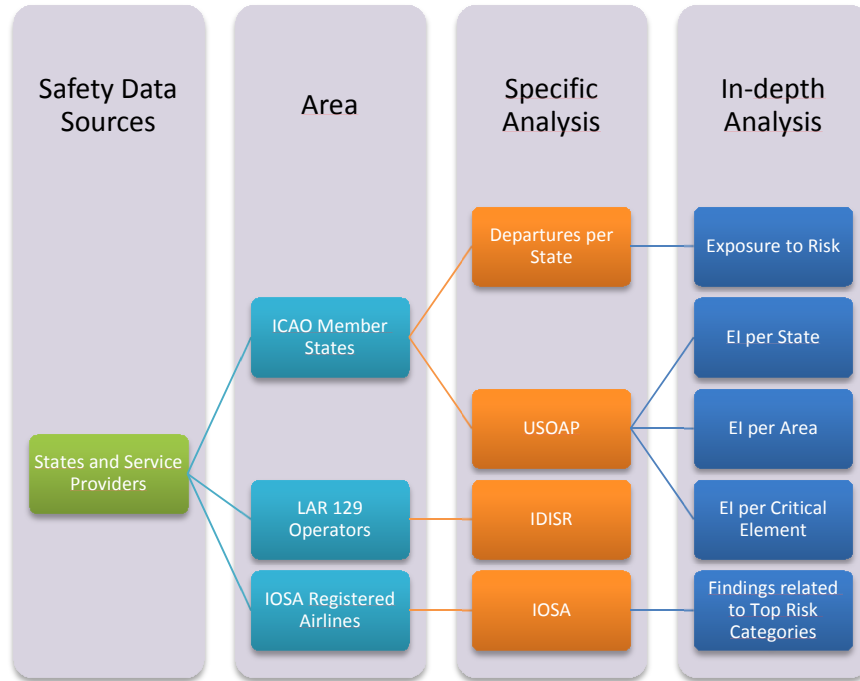 Safety Data
Sources
Area
Specific
Analysis
In-depth
Analysis
States and Service
Providers
ICAO Member
States
LAR 129
Operators
IOSA Registered
Airlines
Departures per
State
USOAP
IDISR
IOSA
Exposure to Risk
EI per State
EI per Area
EI per Critical
Element
Findings related
to Top Risk
Categories